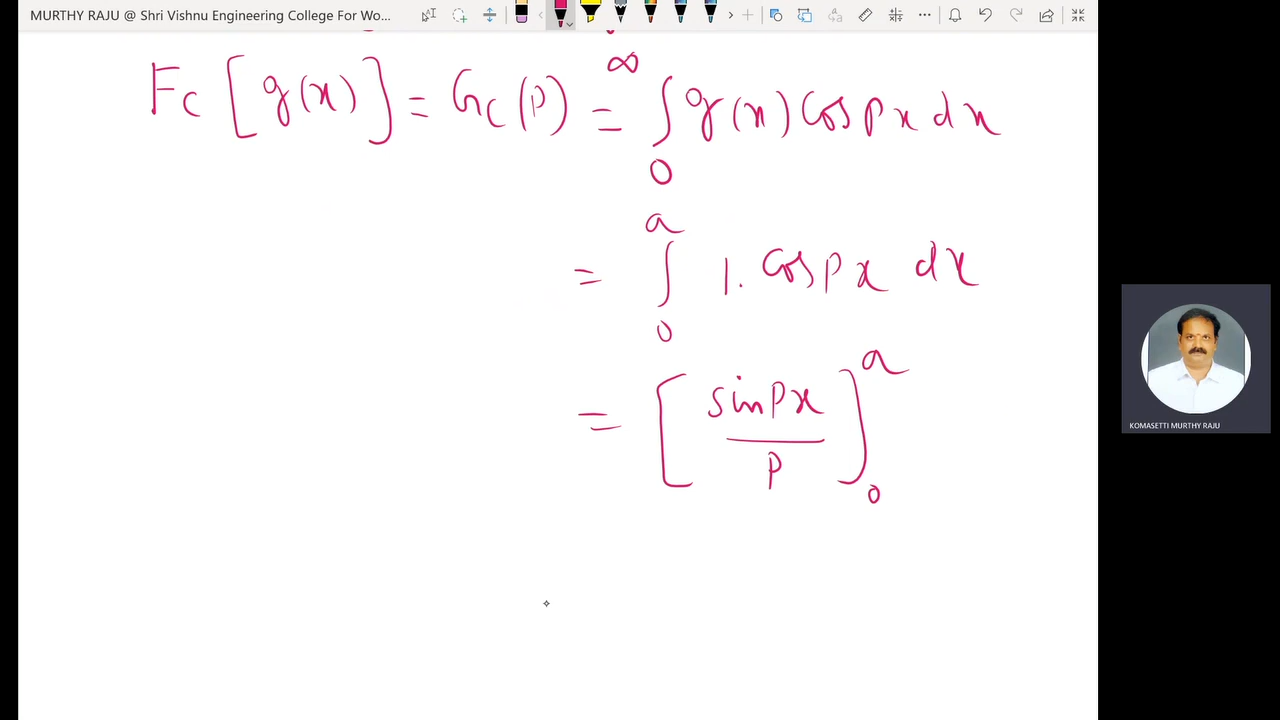 MURTHY RAJU @ Shri Vishnu Engineering College For Wo...
∞
Fc [g(x)] = Gc(p) = ∫ g(x) Cos px dx
0
a
= ∫ 1. Cos px dx
0
= [ sin px / p ]
a
0
KOMASETTI MURTHY RAJU